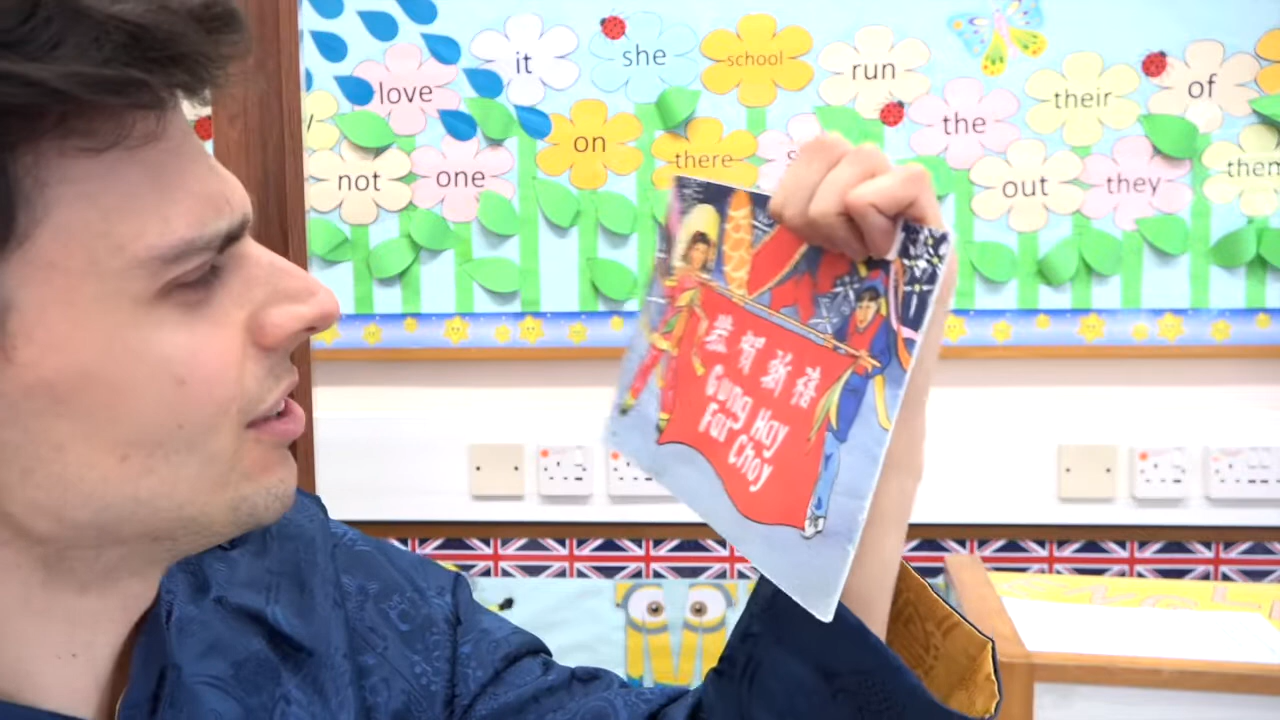 it
she
school
run
love
the
their
of
on
there
not
one
out
they
them
恭賀新禧
Gung Hay
Fat Choy